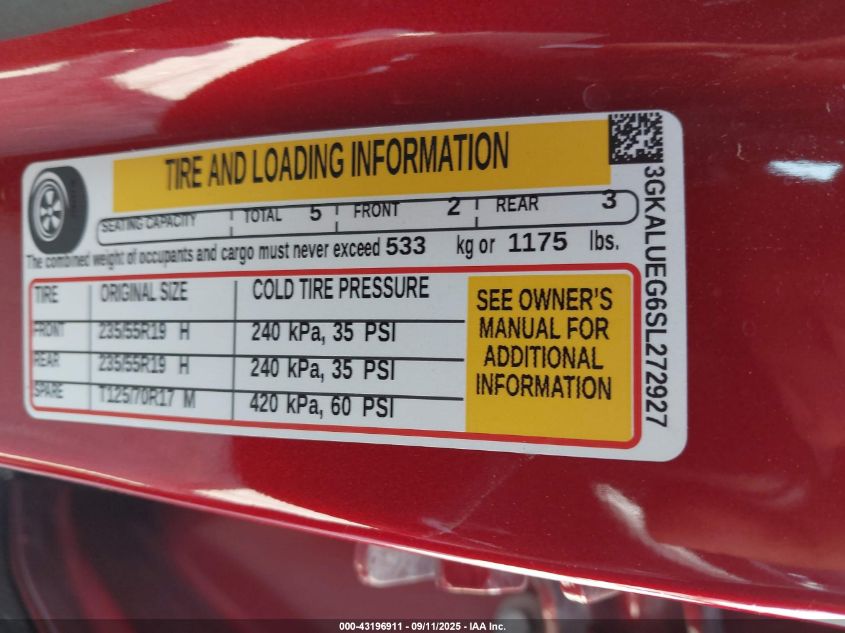 TIRE AND LOADING INFORMATION
SEATING CAPACITY TOTAL 5 FRONT 2 REAR 3
The combined weight of occupants and cargo must never exceed 533 kg or 1175 lbs.
TIRE ORIGINAL SIZE COLD TIRE PRESSURE
FRONT 235/55R19 H 240 kPa, 35 PSI
REAR 235/55R19 H 240 kPa, 35 PSI
SPARE T125/70R17 M 420 kPa, 60 PSI
SEE OWNER'S
MANUAL FOR
ADDITIONAL
INFORMATION
3GKALUEG6SL272927
000-43196911 - 09/11/2025 - IAA Inc.